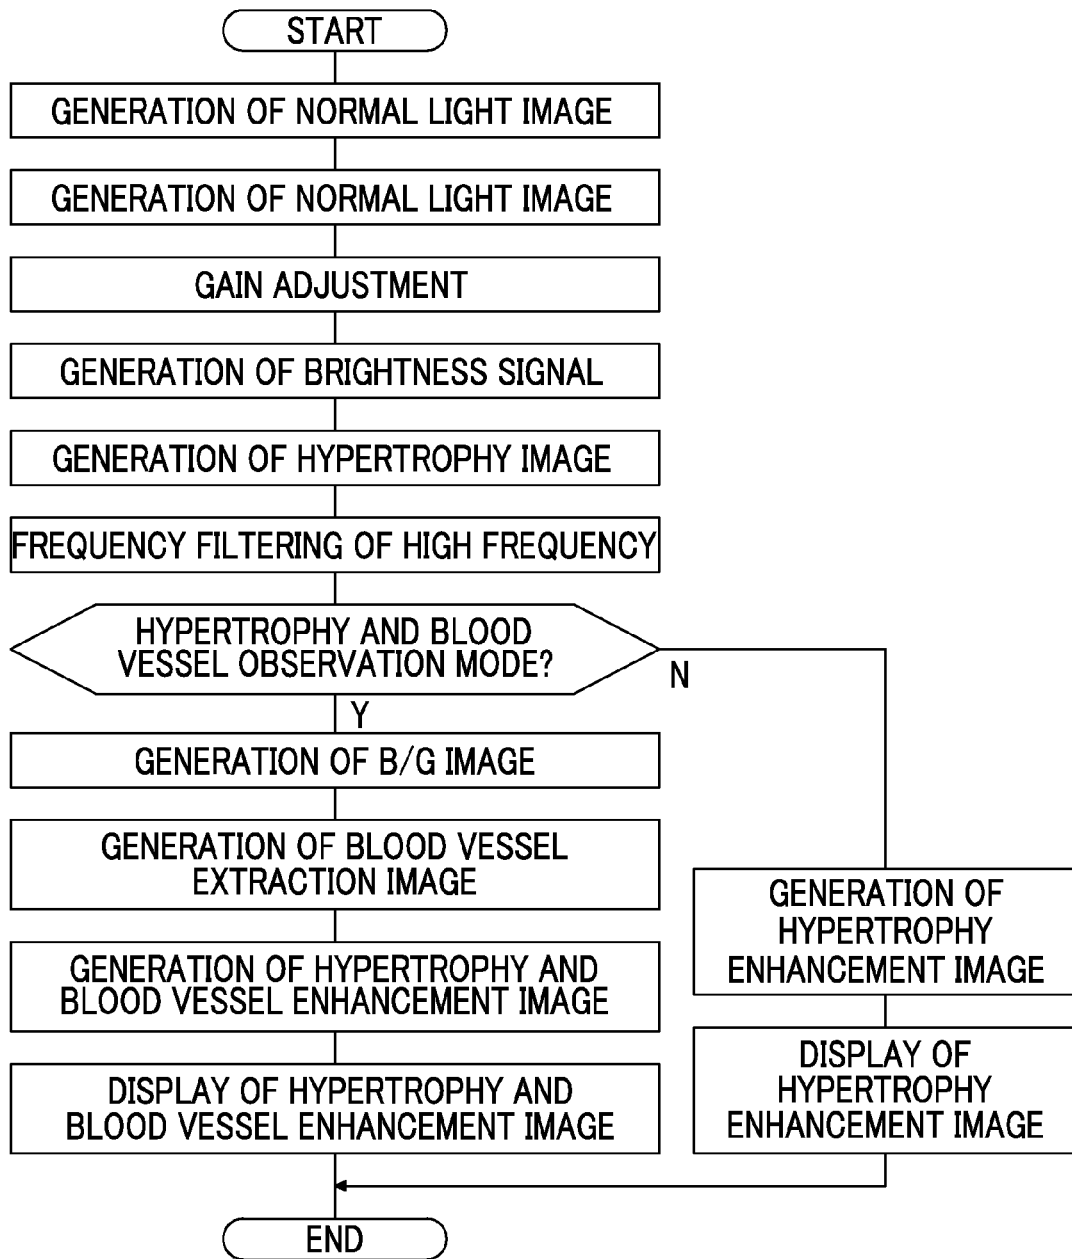 START
GENERATION OF NORMAL LIGHT IMAGE
GENERATION OF NORMAL LIGHT IMAGE
GAIN ADJUSTMENT
GENERATION OF BRIGHTNESS SIGNAL
GENERATION OF HYPERTROPHY IMAGE
FREQUENCY FILTERING OF HIGH FREQUENCY
HYPERTROPHY AND BLOOD
VESSEL OBSERVATION MODE?
N
Y
GENERATION OF B/G IMAGE
GENERATION OF BLOOD VESSEL
EXTRACTION IMAGE
GENERATION OF HYPERTROPHY AND
BLOOD VESSEL ENHANCEMENT IMAGE
DISPLAY OF HYPERTROPHY AND
BLOOD VESSEL ENHANCEMENT IMAGE
GENERATION OF
HYPERTROPHY
ENHANCEMENT IMAGE
DISPLAY OF
HYPERTROPHY
ENHANCEMENT IMAGE
END